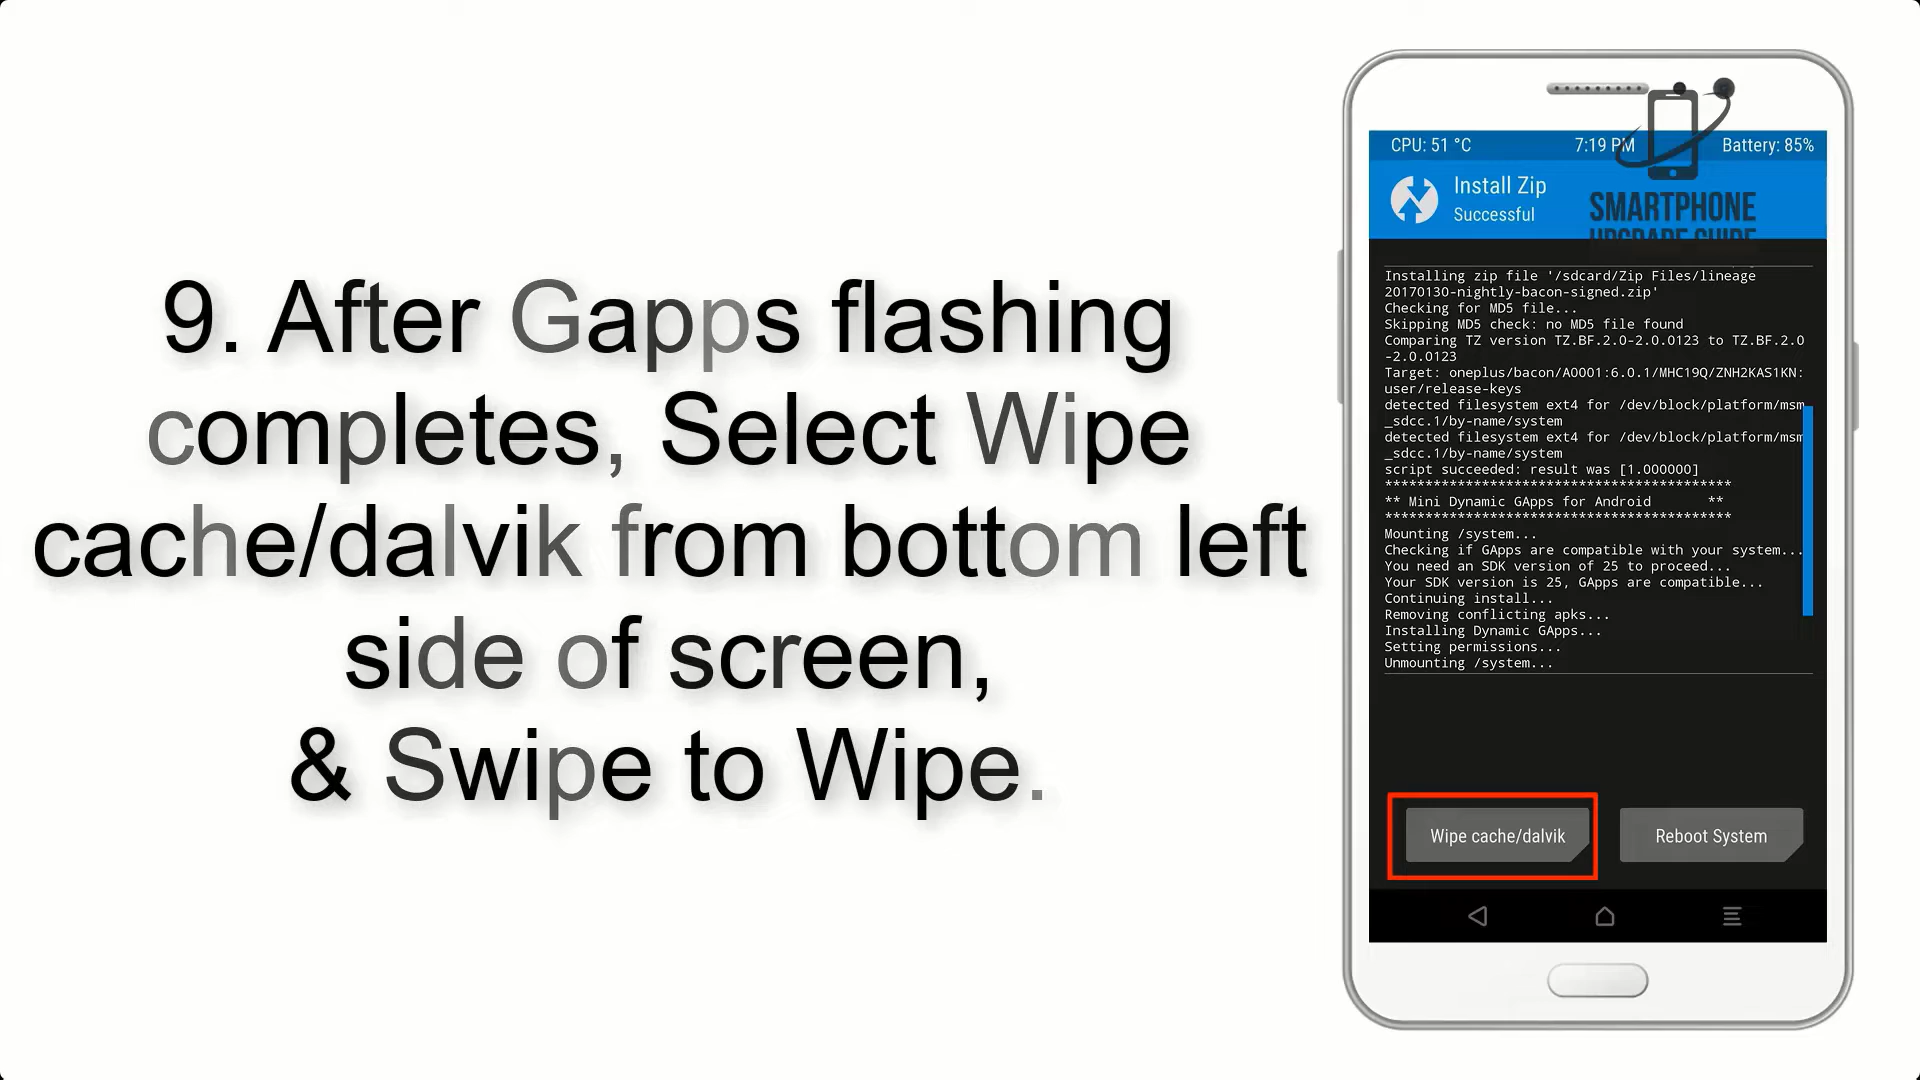 9. After Gapps flashing
completes, Select Wipe
cache/dalvik from bottom left
side of screen,
& Swipe to Wipe.
CPU: 51 °C 7:19 PM Battery: 85%
Install Zip
Successful
SMARTPHONE
UPGRADE GUIDE
Installing zip file '/sdcard/Zip Files/lineage
20170130-nightly-bacon-signed.zip'
Checking for MD5 file...
Skipping MD5 check: no MD5 file found
Comparing TZ version TZ.BF.2.0-2.0.0123 to TZ.BF.2.0
-2.0.0123
Target: oneplus/bacon/A0001:6.0.1/MHC19Q/ZNH2KAS1KN:
user/release-keys
detected filesystem ext4 for /dev/block/platform/msm
_sdcc.1/by-name/system
detected filesystem ext4 for /dev/block/platform/msm
_sdcc.1/by-name/system
script succeeded: result was [1.000000]
*******************************************
** Mini Dynamic GApps for Android **
*******************************************
Mounting /system...
Checking if GApps are compatible with your system...
You need an SDK version of 25 to proceed...
Your SDK version is 25, GApps are compatible...
Continuing install...
Removing conflicting apks...
Installing Dynamic GApps...
Setting permissions...
Unmounting /system...
Wipe cache/dalvik Reboot System